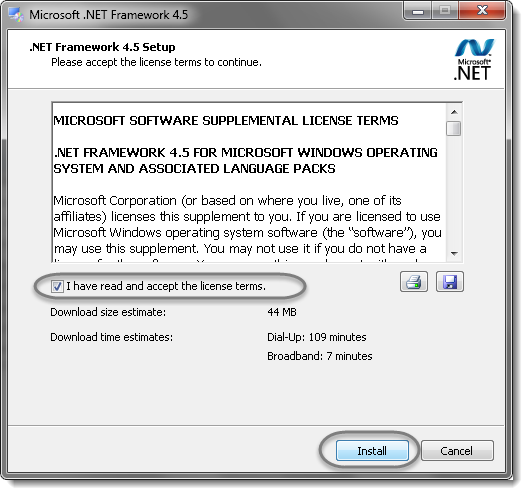 Microsoft .NET Framework 4.5
.NET Framework 4.5 Setup
Please accept the license terms to continue.
Microsoft®
.NET
MICROSOFT SOFTWARE SUPPLEMENTAL LICENSE TERMS
.NET FRAMEWORK 4.5 FOR MICROSOFT WINDOWS OPERATING
SYSTEM AND ASSOCIATED LANGUAGE PACKS
Microsoft Corporation (or based on where you live, one of its
affiliates) licenses this supplement to you. If you are licensed to use
Microsoft Windows operating system software (the “software”), you
may use this supplement. You may not use it if you do not have a
I have read and accept the license terms.
Download size estimate: 44 MB
Download time estimates: Dial-Up: 109 minutes
Broadband: 7 minutes
Install Cancel